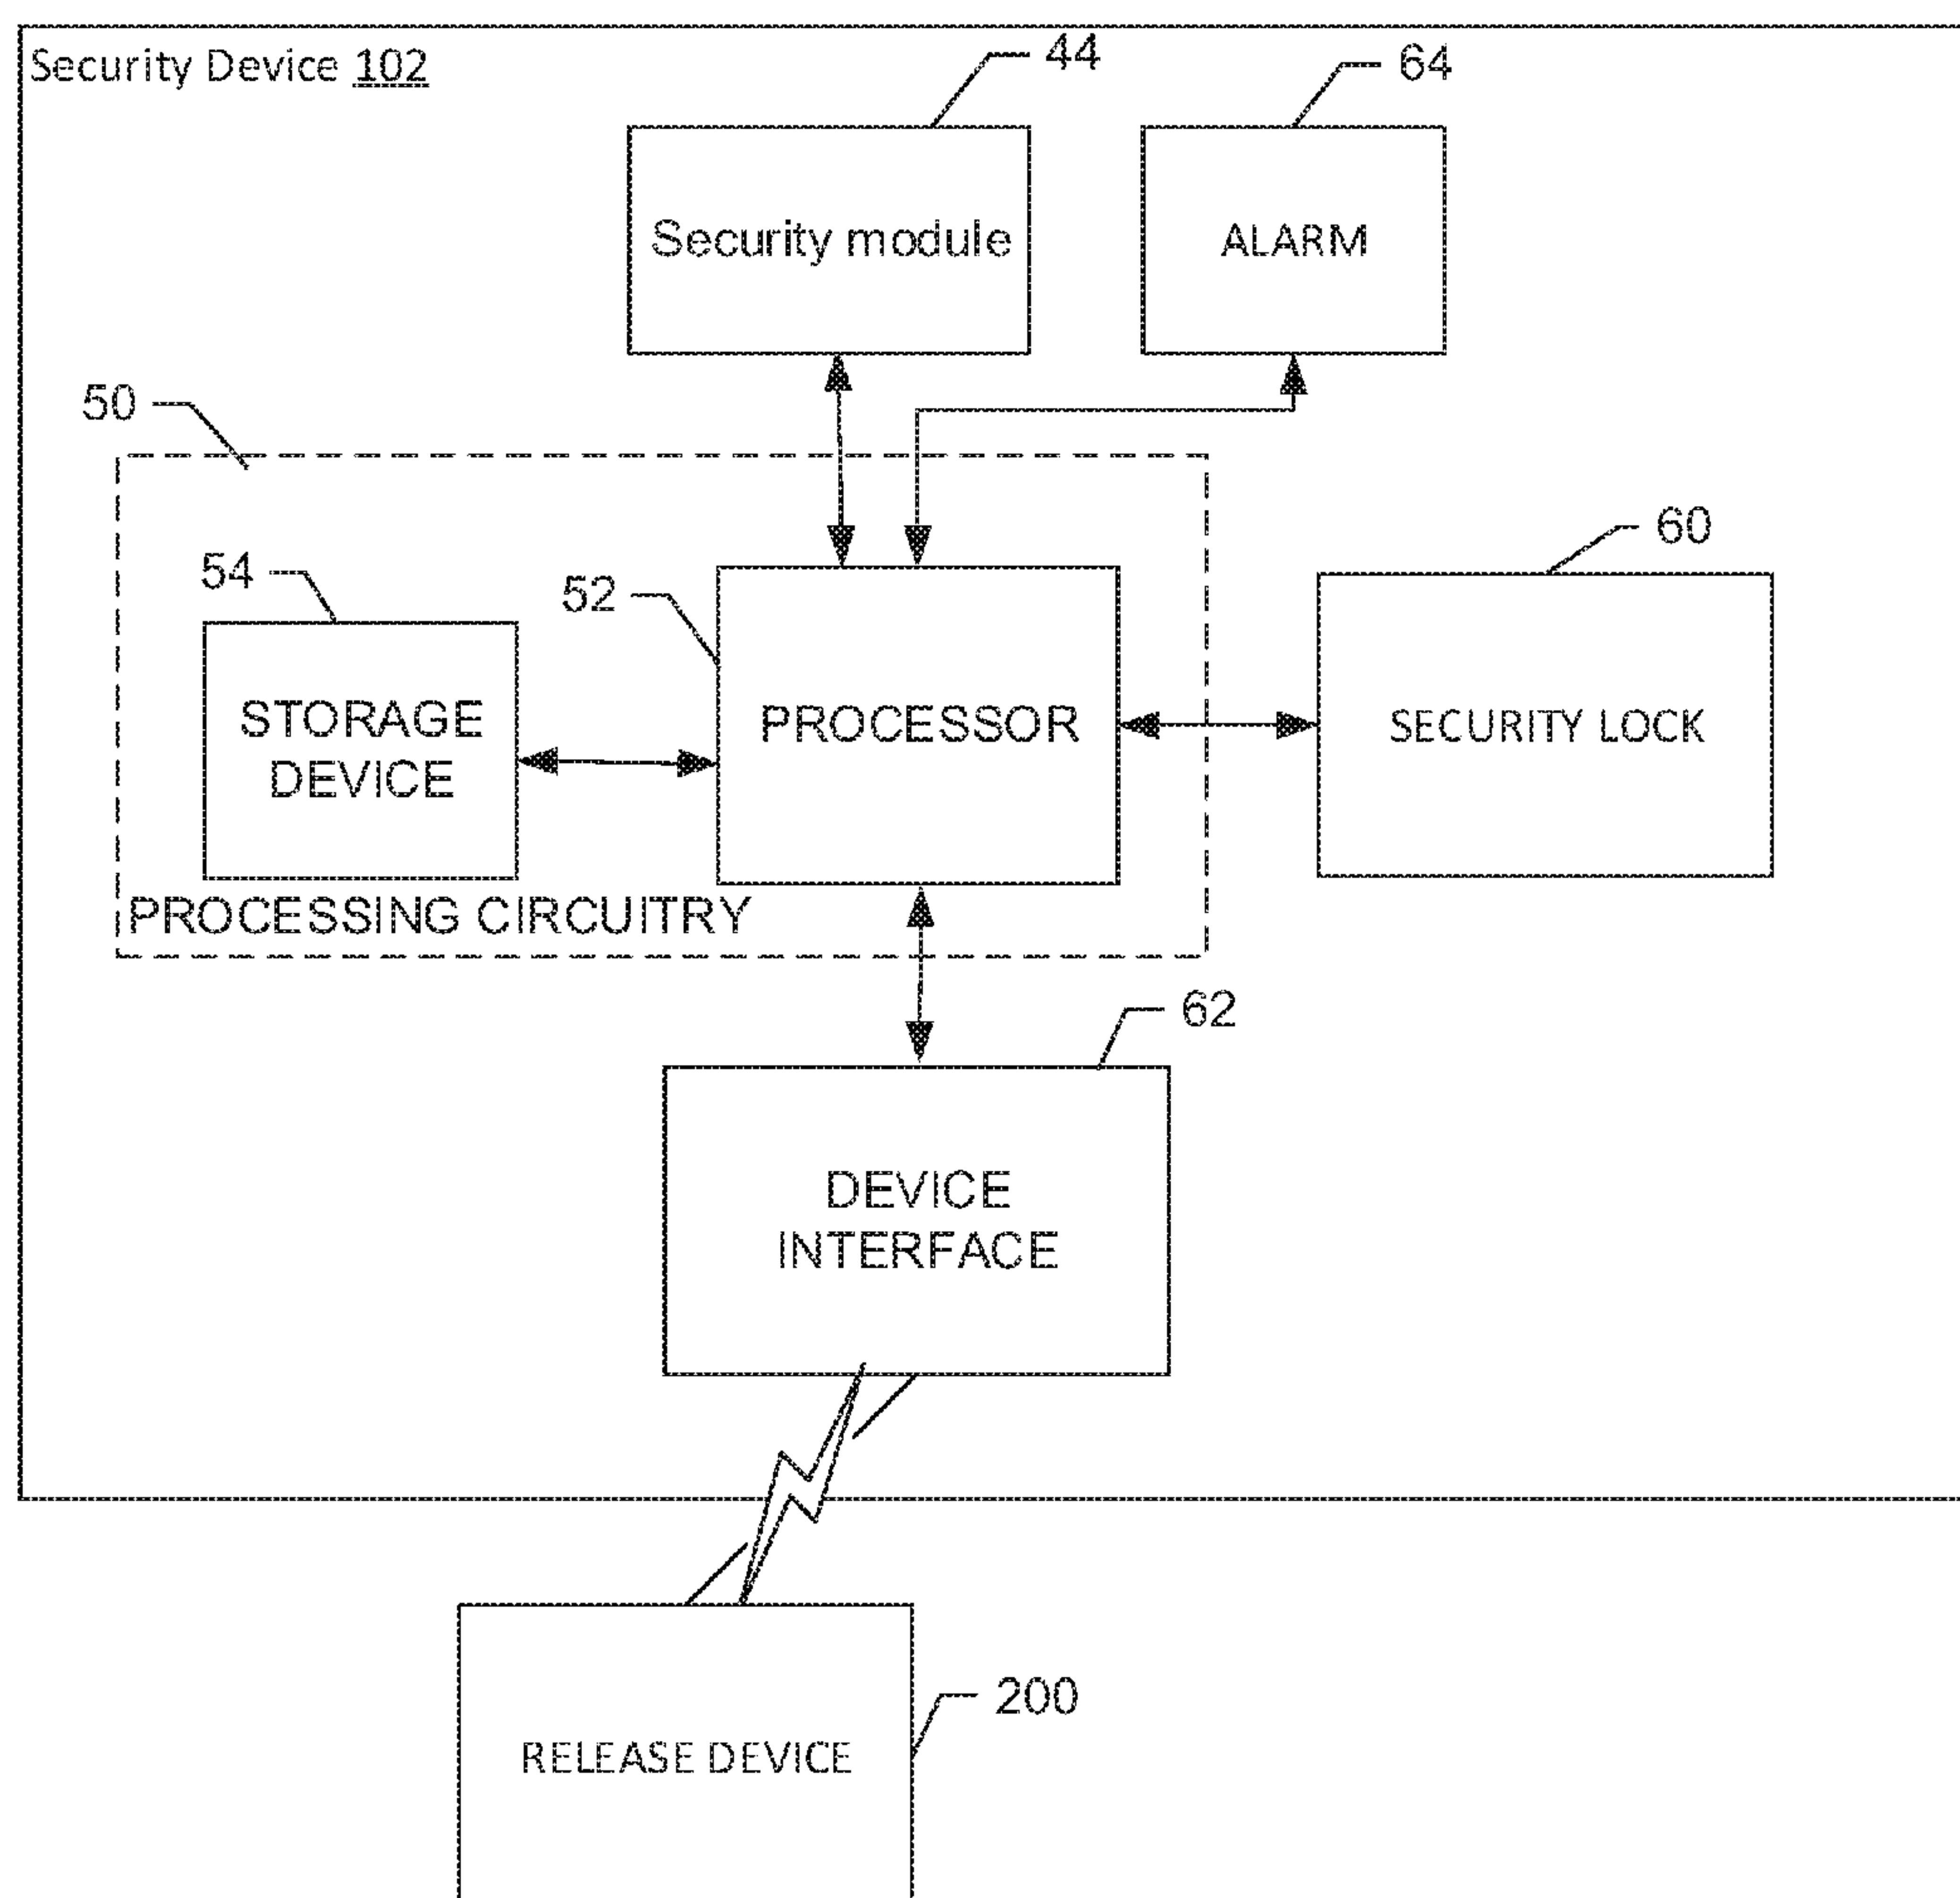 Security Device 102
44
64
Security module
ALARM
50
54
52
60
STORAGE
DEVICE
PROCESSOR
SECURITY LOCK
PROCESSING CIRCUITRY
62
DEVICE
INTERFACE
200
RELEASE DEVICE